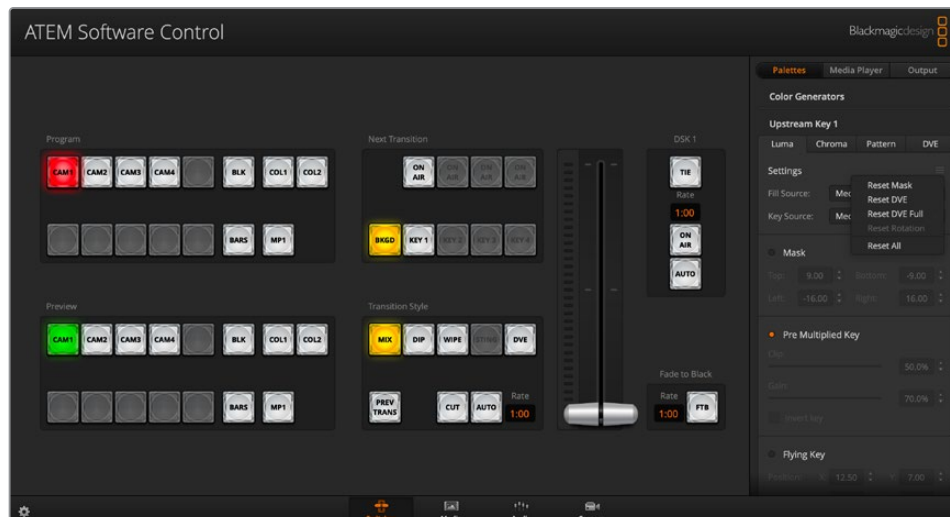 ATEM Software Control
Blackmagicdesign
Palettes Media Player Output
Color Generators
Upstream Key 1
Luma Chroma Pattern DVE
Settings
Fill Source:
Key Source:
Reset Mask
Reset DVE
Reset DVE Full
Reset Rotation
Reset All
Mask
Top: 9.00 Bottom: -9.00
Left: -16.00 Right: 16.00
Pre Multiplied Key
Clip:
50.0%
Gain:
70.0%
Invert Key
Flying Key
Position: X: 12.50 Y: 7.00
Program
CAM1 CAM2 CAM3 CAM4 BLK COL1 COL2
BARS MP1
Next Transition
ON AIR ON AIR ON AIR ON AIR
BKGD KEY 1 KEY 2 KEY 3 KEY 4
DSK 1
TIE
Rate
1:00
ON AIR
AUTO
Preview
CAM1 CAM2 CAM3 CAM4 BLK COL1 COL2
BARS MP1
Transition Style
MIX DIP WIPE STING DVE
PREV TRANS CUT AUTO Rate 1:00
Fade to Black
Rate
1:00 FTB